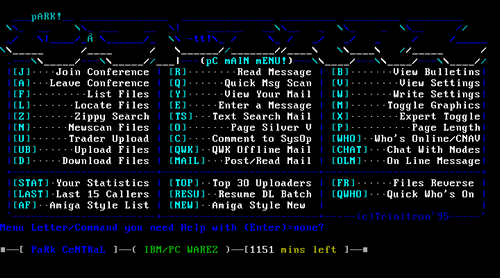 pARK!
-tt!
(pC mAIN mENU!)
[J] Join Conference [R] Read Message [B] View Bulletins
[A] Leave Conference [Q] Quick Msg Scan [V] View Settings
[F] List Files [Y] View Your Mail [W] Write Settings
[L] Locate Files [E] Enter a Message [M] Toggle Graphics
[Z] Zippy Search [TS] Text Search Mail [X] Expert Toggle
[N] Newscan Files [O] Page Silver V [P] Page Length
[U] Trader Upload [C] Comment to SysOp [WHO] Who's Online/CNAV
[UB] Upload Files [QWK] QWK Offline Mail [CHAT] Chat With Nodes
[D] Download Files [MAIL] Post/Read Mail [OLM] On Line Message
[STAT] Your Statistics [TOP] Top 30 Uploaders [FR] Files Reverse
[LAST] Last 15 Callers [RESU] Resume DL Batch [QWHO] Quick Who's On
[AF] Amiga Style List [NEW] Amiga Style New
Menu Letter/Command you need Help with (Enter)=none?
[ PaRk CeNtRaL ] ( IBM/PC WAREZ ) [1151 mins left]